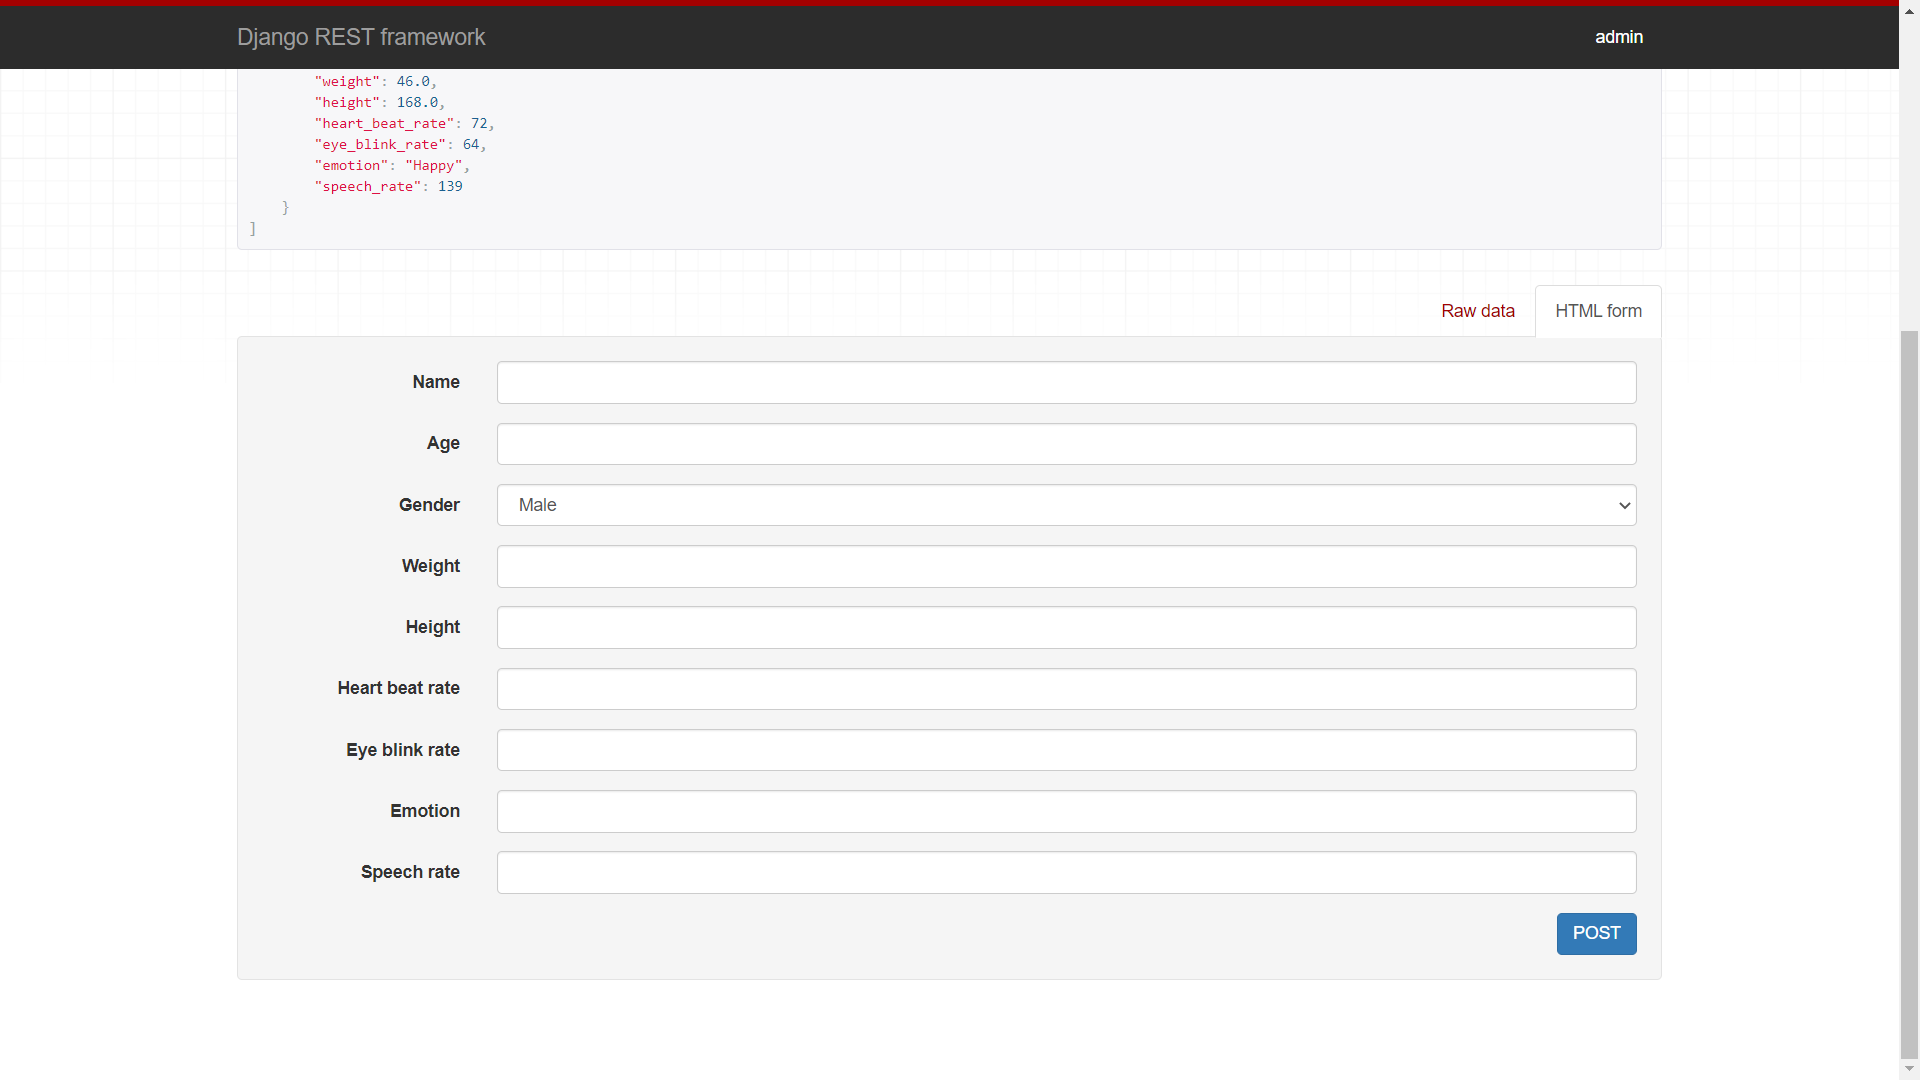 Django REST framework
admin
"weight": 46.0,
"height": 168.0,
"heart_beat_rate": 72,
"eye_blink_rate": 64,
"emotion": "Happy",
"speech_rate": 139
}
]
Raw data
HTML form
Name
Age
Gender
Male
Weight
Height
Heart beat rate
Eye blink rate
Emotion
Speech rate
POST